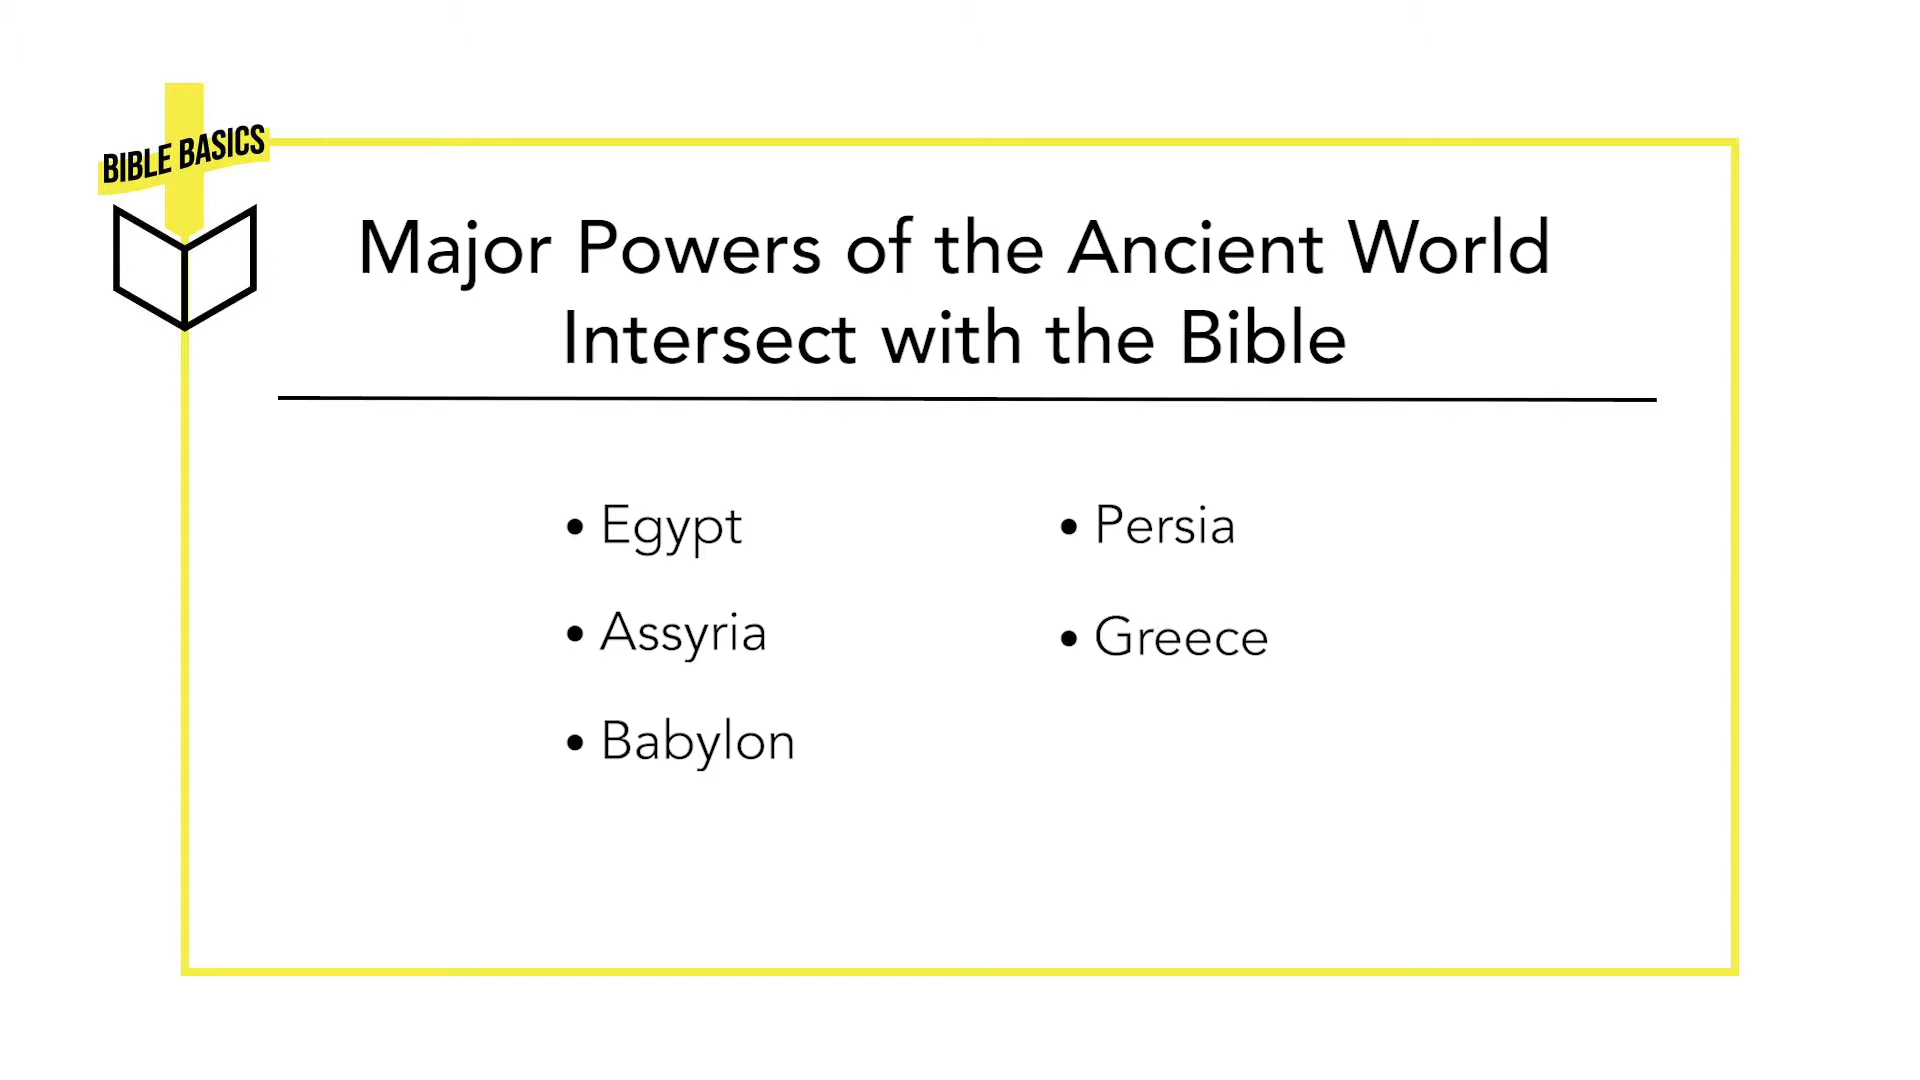 BIBLE BASICS
Major Powers of the Ancient World
Intersect with the Bible
• Egypt
• Assyria
• Babylon
• Persia
• Greece